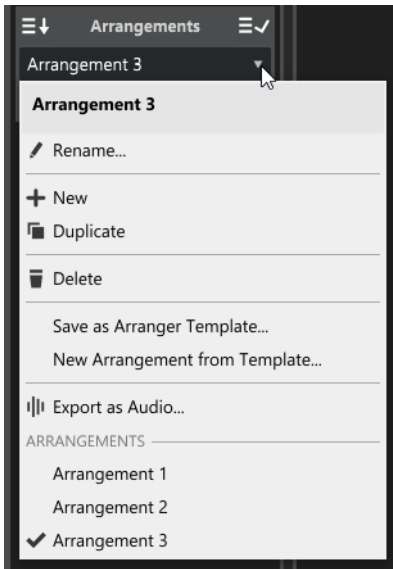 Arrangements
Arrangement 3
Arrangement 3
Rename...
New
Duplicate
Delete
Save as Arranger Template...
New Arrangement from Template...
Export as Audio...
ARRANGEMENTS
Arrangement 1
Arrangement 2
Arrangement 3